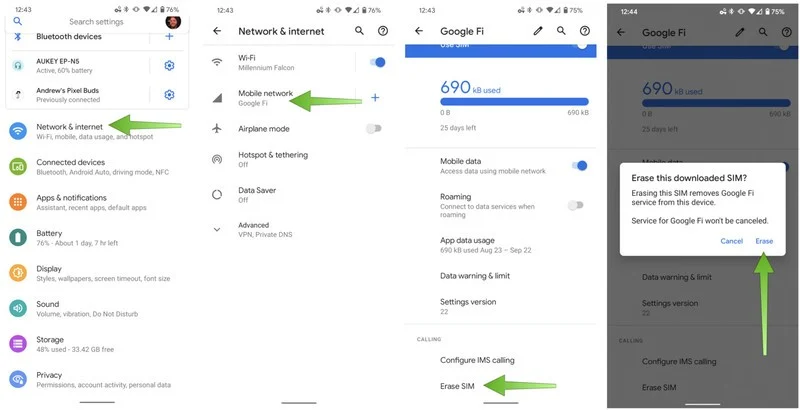 12:43
76%
Search settings
Bluetooth devices
AUKEY EP-N5
Active, 60% battery
Andrew's Pixel Buds
Previously connected
Network & internet
Wi-Fi, mobile, data usage, and hotspot
Connected devices
Bluetooth, Android Auto, driving mode, NFC
Apps & notifications
Assistant, recent apps, default apps
Battery
76% - About 1 day, 7 hr left
Display
Styles, wallpapers, screen timeout, font size
Sound
Volume, vibration, Do Not Disturb
Storage
48% used - 33.42 GB free
Privacy
Permissions, account activity, personal data
12:43
76%
Network & internet
Wi-Fi
Millennium Falcon
Mobile network
Google Fi
Airplane mode
Hotspot & tethering
Off
Data Saver
Off
Advanced
VPN, Private DNS
12:43
75%
Google Fi
Use SIM
690 kB used
0 B
690 kB
25 days left
Mobile data
Access data using mobile network
Roaming
Connect to data services when
roaming
App data usage
690 kB used Aug 23 – Sep 22
Data warning & limit
Settings version
22
CALLING
Configure IMS calling
Erase SIM
12:44
75%
Google Fi
Use SIM
690 kB used
0 B
690 kB
25 days left
Mobile data
Erase this downloaded SIM?
Erasing this SIM removes Google Fi
service from this device.
Service for Google Fi won't be canceled.
Cancel
Erase
Data warning & limit
Settings version
22
CALLING
Configure IMS calling
Erase SIM